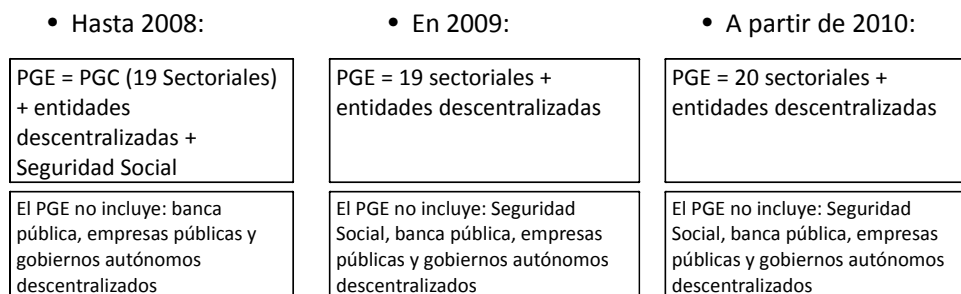 • Hasta 2008:
PGE = PGC (19 Sectoriales)
+ entidades
descentralizadas +
Seguridad Social
El PGE no incluye: banca
pública, empresas públicas y
gobiernos autónomos
descentralizados
• En 2009:
PGE = 19 sectoriales +
entidades descentralizadas
El PGE no incluye: Seguridad
Social, banca pública, empresas
públicas y gobiernos autónomos
descentralizados
• A partir de 2010:
PGE = 20 sectoriales +
entidades descentralizadas
El PGE no incluye: Seguridad
Social, banca pública, empresas
públicas y gobiernos autónomos
descentralizados